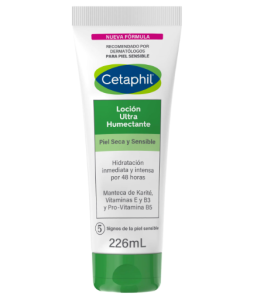 NUEVA FÓRMULA
RECOMENDADO POR
DERMATÓLOGOS
PARA PIEL SENSIBLE
Cetaphil
Loción
Ultra
Humectante
Piel Seca y Sensible
Hidratación
inmediata y intensa
por 48 horas
Manteca de Karité,
Vitaminas E y B3
y Pro-Vitamina B5
5 Signos de la piel sensible
226mL